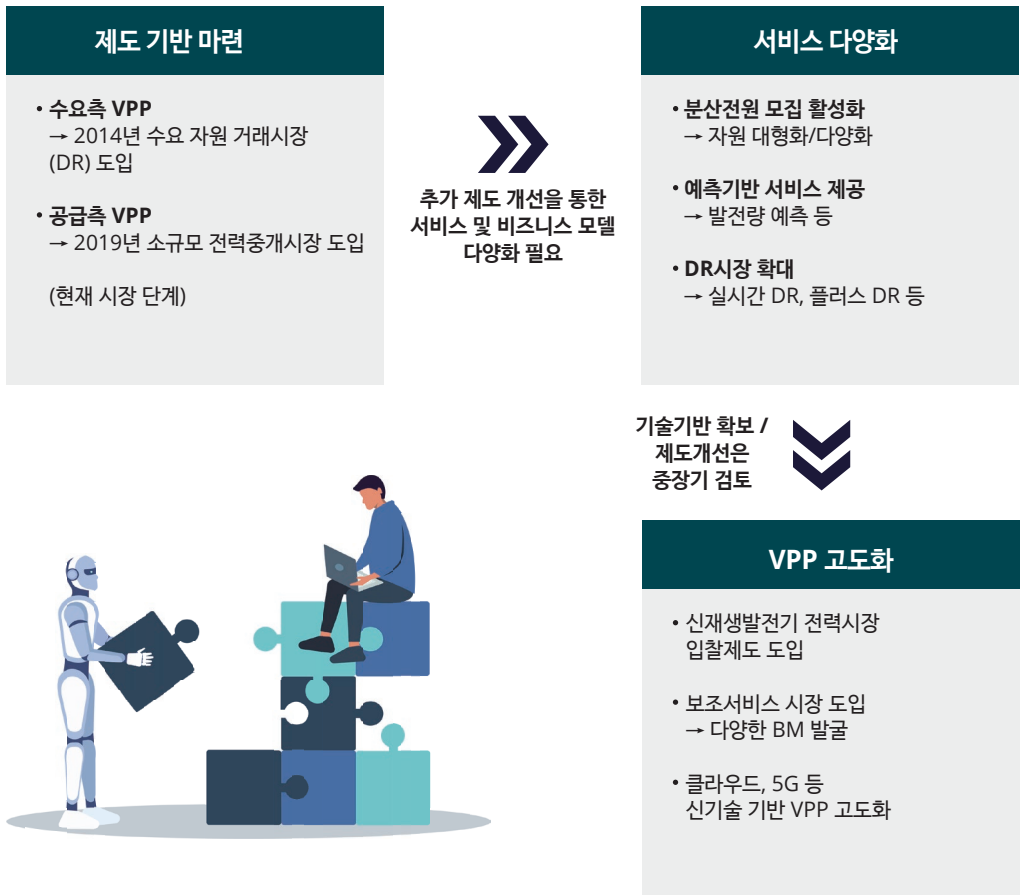 제도 기반 마련
• 수요측 VPP
→ 2014년 수요 자원 거래시장
(DR) 도입
• 공급측 VPP
→ 2019년 소규모 전력중개시장 도입
(현재 시장 단계)
추가 제도 개선을 통한
서비스 및 비즈니스 모델
다양화 필요
서비스 다양화
• 분산전원 모집 활성화
→ 자원 대형화/다양화
• 예측기반 서비스 제공
→ 발전량 예측 등
• DR시장 확대
→ 실시간 DR, 플러스 DR 등
기술기반 확보 /
제도개선은
중장기 검토
VPP 고도화
• 신재생발전기 전력시장
입찰제도 도입
• 보조서비스 시장 도입
→ 다양한 BM 발굴
• 클라우드, 5G 등
신기술 기반 VPP 고도화